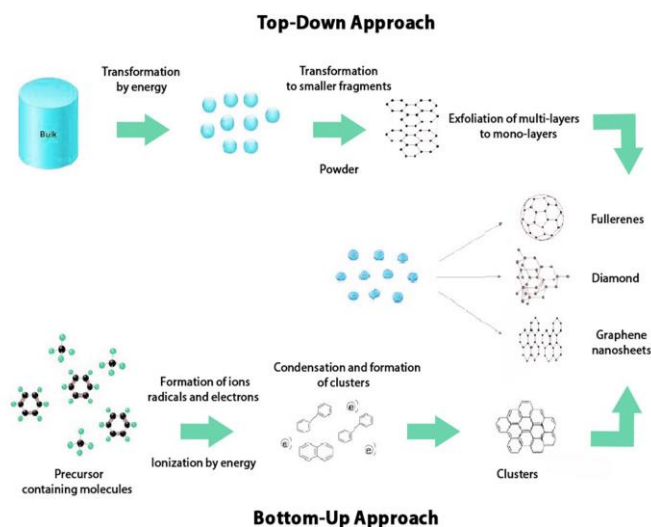 Top-Down Approach
Transformation
by energy
Transformation
to smaller fragments
Bulk
Exfoliation of multi-layers
to mono-layers
Powder
Fullerenes
Diamond
Graphene
nanosheets
Formation of ions
radicals and electrons
Condensation and formation
of clusters
e
e
e
Ionization by energy
Precursor
containing molecules
Clusters
Bottom-Up Approach